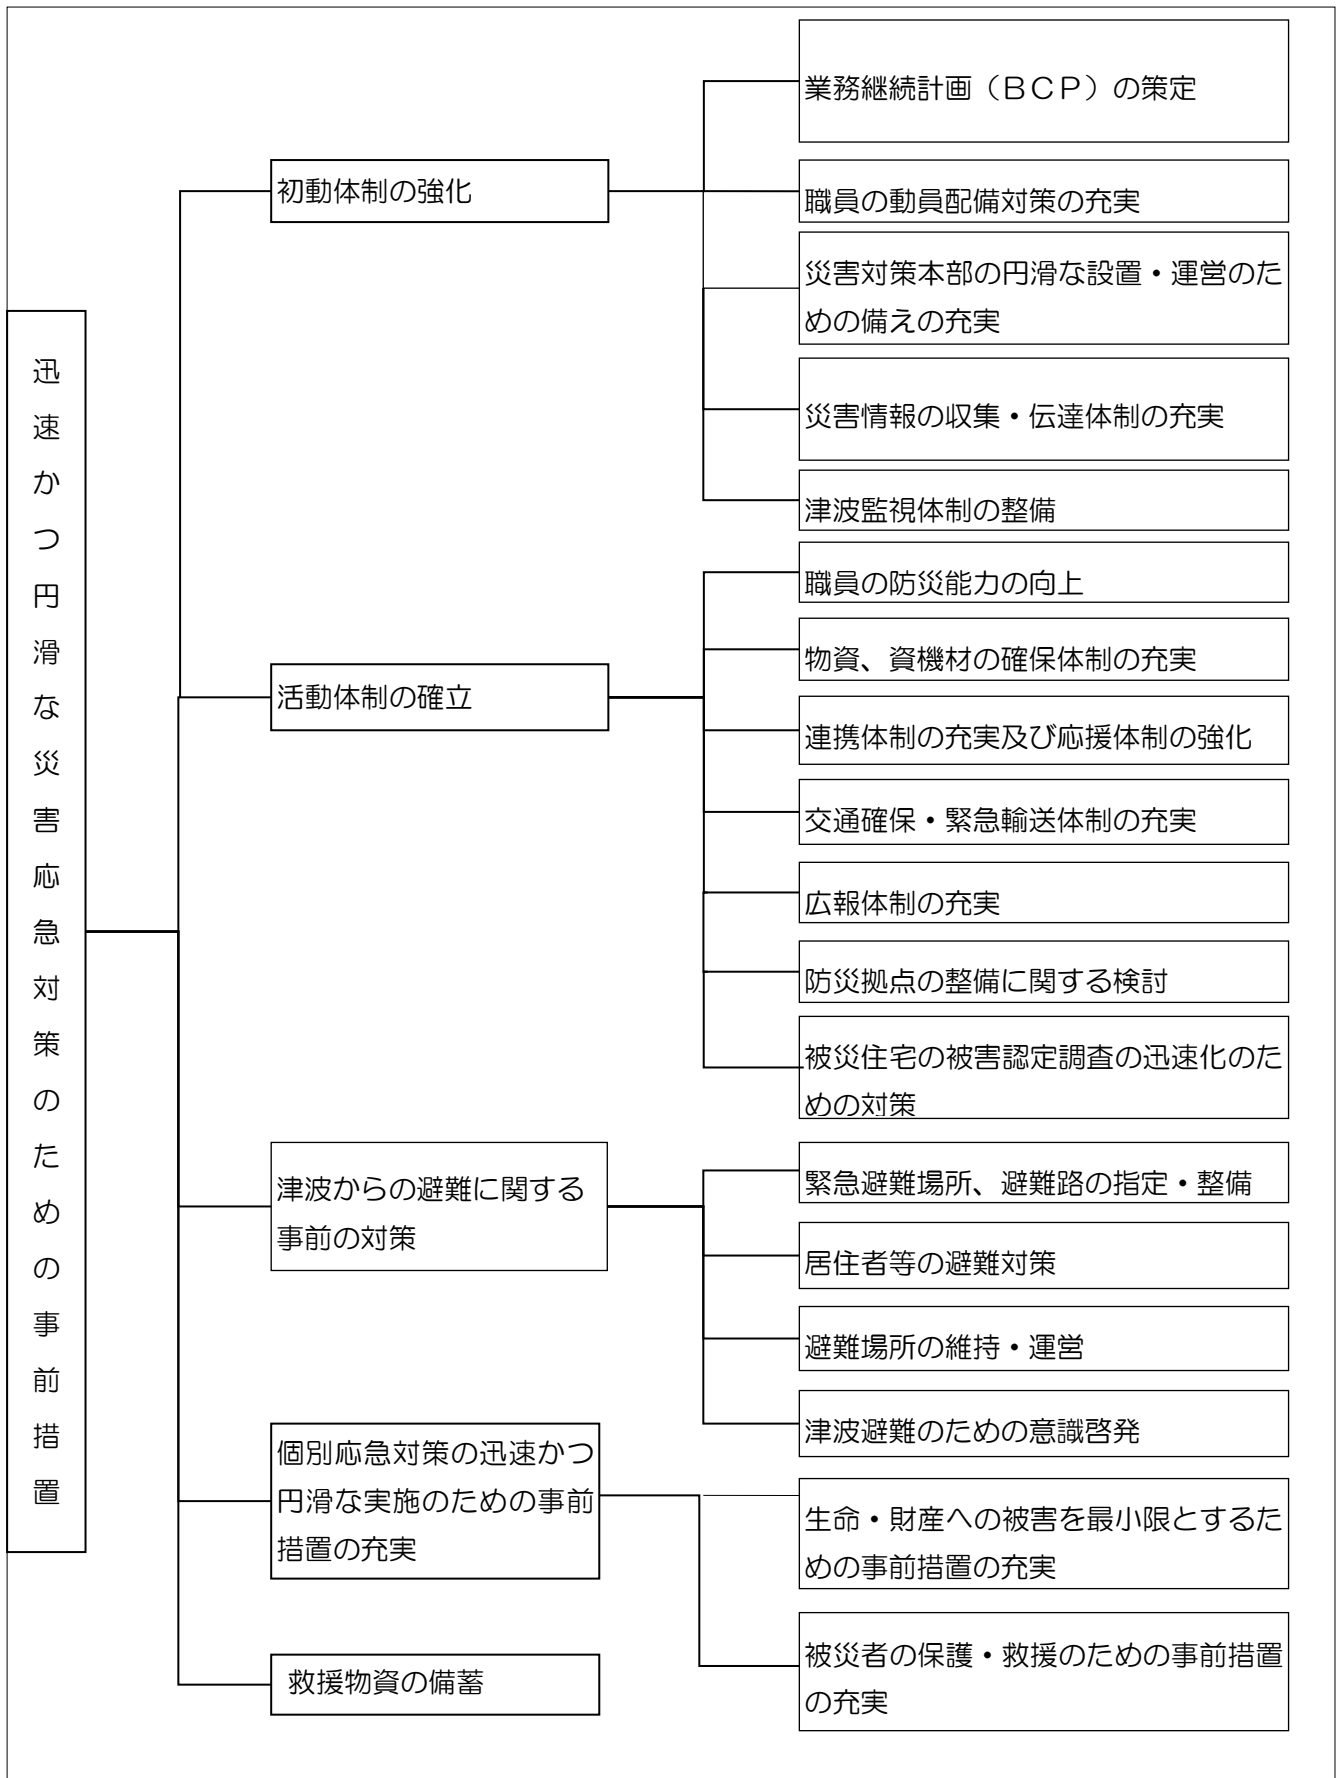 迅速かつ円滑な災害応急対策のための事前措置
初動体制の強化
業務継続計画（ＢＣＰ）の策定
職員の動員配備対策の充実
災害対策本部の円滑な設置・運営のた
めの備えの充実
災害情報の収集・伝達体制の充実
津波監視体制の整備
活動体制の確立
職員の防災能力の向上
物資、資機材の確保体制の充実
連携体制の充実及び応援体制の強化
交通確保・緊急輸送体制の充実
広報体制の充実
防災拠点の整備に関する検討
被災住宅の被害認定調査の迅速化のた
めの対策
津波からの避難に関する
事前の対策
緊急避難場所、避難路の指定・整備
居住者等の避難対策
避難場所の維持・運営
津波避難のための意識啓発
個別応急対策の迅速かつ
円滑な実施のための事前
措置の充実
生命・財産への被害を最小限とするた
めの事前措置の充実
被災者の保護・救援のための事前措置
の充実
救援物資の備蓄